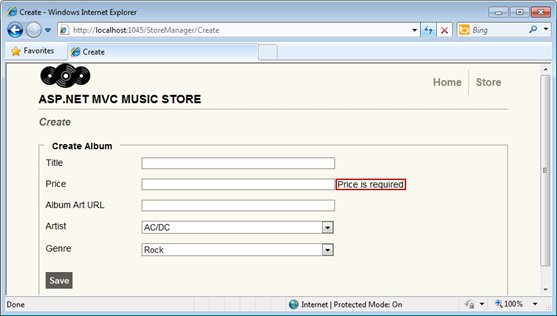 Create - Windows Internet Explorer
http://localhost:1045/StoreManager/Create
Bing
Favorites
Create
Home
Store
ASP.NET MVC MUSIC STORE
Create
Create Album
Title
Price
Price is required
Album Art URL
Artist
AC/DC
Genre
Rock
Save
Done
Internet | Protected Mode: On
100%